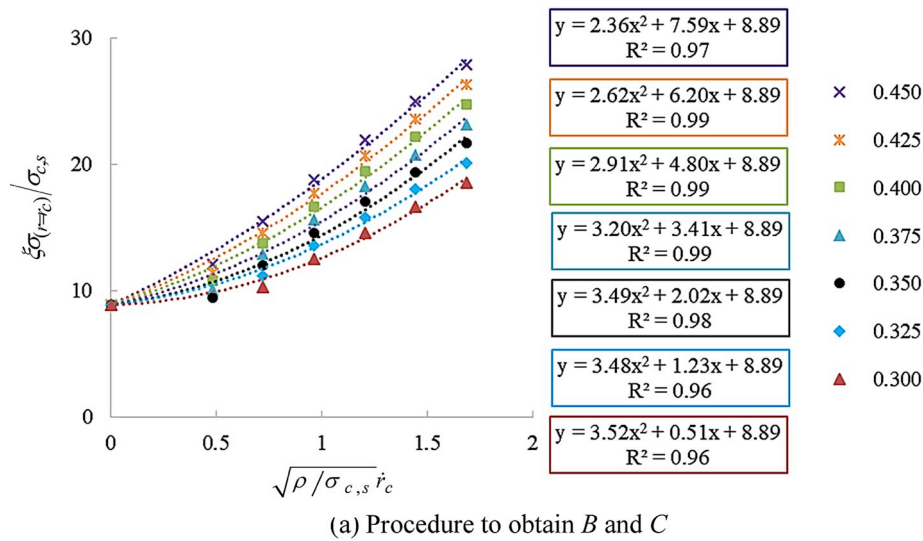 30
20
10
0
0
0.5
1
1.5
2
ξσ(r=r_c)/σ_c,s
√ρ/σ_c,s ṙ_c
y = 2.36x² + 7.59x + 8.89
R² = 0.97
y = 2.62x² + 6.20x + 8.89
R² = 0.99
y = 2.91x² + 4.80x + 8.89
R² = 0.99
y = 3.20x² + 3.41x + 8.89
R² = 0.99
y = 3.49x² + 2.02x + 8.89
R² = 0.98
y = 3.48x² + 1.23x + 8.89
R² = 0.96
y = 3.52x² + 0.51x + 8.89
R² = 0.96
0.450
0.425
0.400
0.375
0.350
0.325
0.300
(a) Procedure to obtain B and C